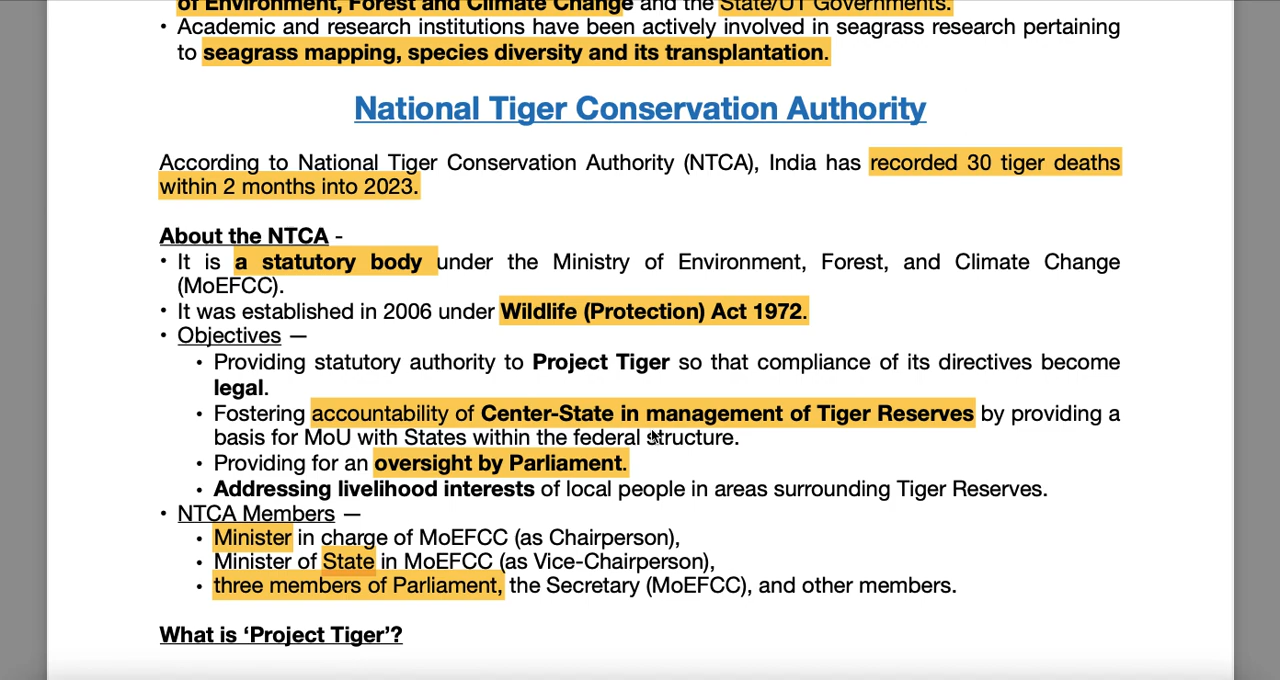 of Environment, Forest and Climate Change and the State/UT Governments.
• Academic and research institutions have been actively involved in seagrass research pertaining
to seagrass mapping, species diversity and its transplantation.
National Tiger Conservation Authority
According to National Tiger Conservation Authority (NTCA), India has recorded 30 tiger deaths
within 2 months into 2023.
About the NTCA -
• It is a statutory body under the Ministry of Environment, Forest, and Climate Change
(MoEFCC).
• It was established in 2006 under Wildlife (Protection) Act 1972.
• Objectives —
• Providing statutory authority to Project Tiger so that compliance of its directives become
legal.
• Fostering accountability of Center-State in management of Tiger Reserves by providing a
basis for MoU with States within the federal structure.
• Providing for an oversight by Parliament.
• Addressing livelihood interests of local people in areas surrounding Tiger Reserves.
• NTCA Members —
• Minister in charge of MoEFCC (as Chairperson),
• Minister of State in MoEFCC (as Vice-Chairperson),
• three members of Parliament, the Secretary (MoEFCC), and other members.
What is ‘Project Tiger’?